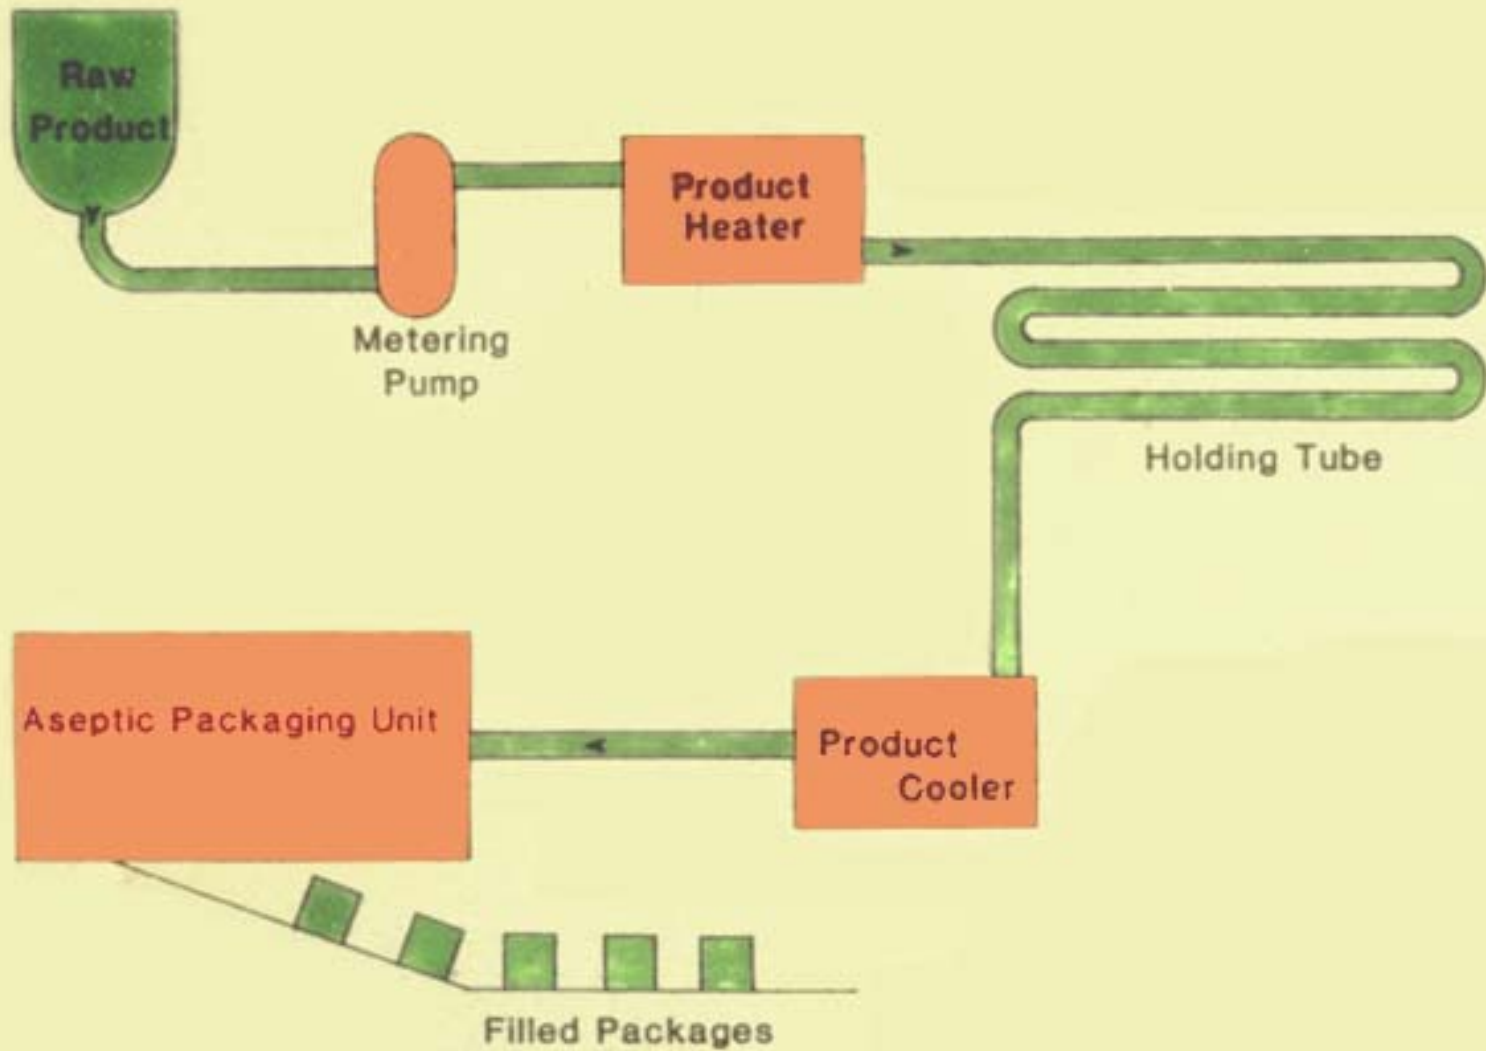 Raw
Product
Metering
Pump
Product
Heater
Holding Tube
Aseptic Packaging Unit
Product
Cooler
Filled Packages